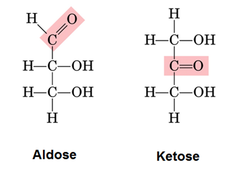 H O
C
H–C–OH
H–C–OH
H
Aldose
H
H–C–OH
C=O
H–C–OH
H
Ketose